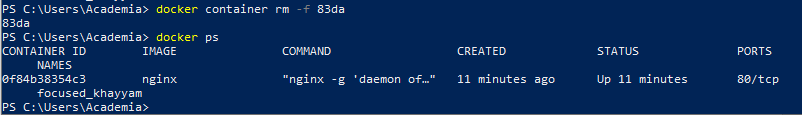 PS C:\Users\Academia> docker container rm -f 83da
83da
PS C:\Users\Academia> docker ps
CONTAINER ID        IMAGE               COMMAND                  CREATED             STATUS              PORTS
     NAMES
0f84b38354c3        nginx               "nginx -g 'daemon of…"   11 minutes ago      Up 11 minutes       80/tcp
     focused_khayyam
PS C:\Users\Academia>